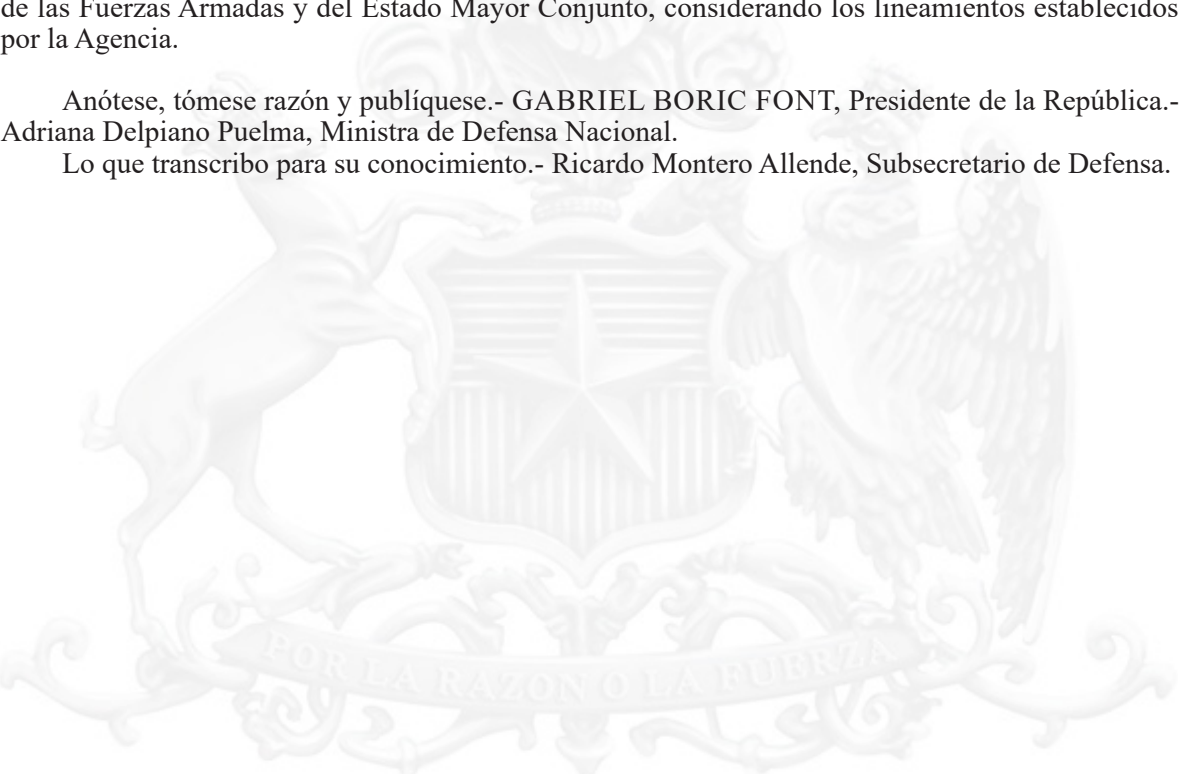 de las Fuerzas Armadas y del Estado Mayor Conjunto, considerando los lineamientos establecidos
por la Agencia.
Anótese, tómese razón y publíquese.- GABRIEL BORIC FONT, Presidente de la República.-
Adriana Delpiano Puelma, Ministra de Defensa Nacional.
Lo que transcribo para su conocimiento.- Ricardo Montero Allende, Subsecretario de Defensa.
POR LA RAZON O LA FUERZA